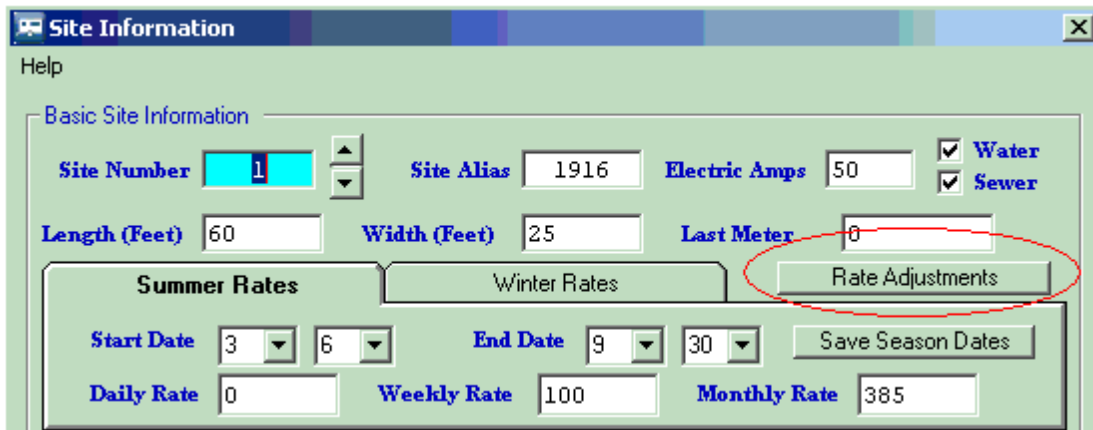 Site Information
Help
Basic Site Information
Site Number 1 Site Alias 1916 Electric Amps 50 Water
Sewer
Length (Feet) 60 Width (Feet) 25 Last Meter 0
Summer Rates Winter Rates Rate Adjustments
Start Date 3 6 End Date 9 30 Save Season Dates
Daily Rate 0 Weekly Rate 100 Monthly Rate 385